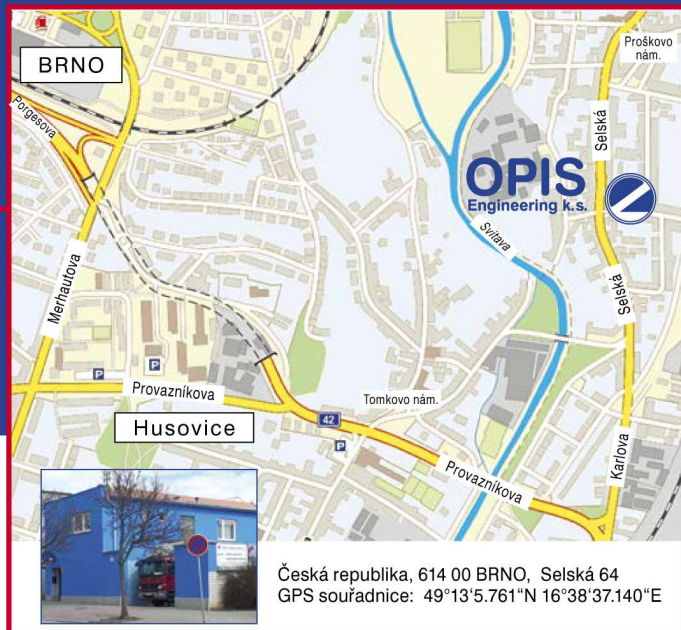 BRNO
Proškovo
nám.
Porgesova
Selská
OPIS
Engineering k.s.
Svitava
Merhautova
Selská
P
Provazníkova
Tomkovo nám.
42
Husovice
P
Provazníkova
Karlova
Česká republika, 614 00 BRNO, Selská 64
GPS souřadnice: 49°13‘5.761“N 16°38‘37.140“E